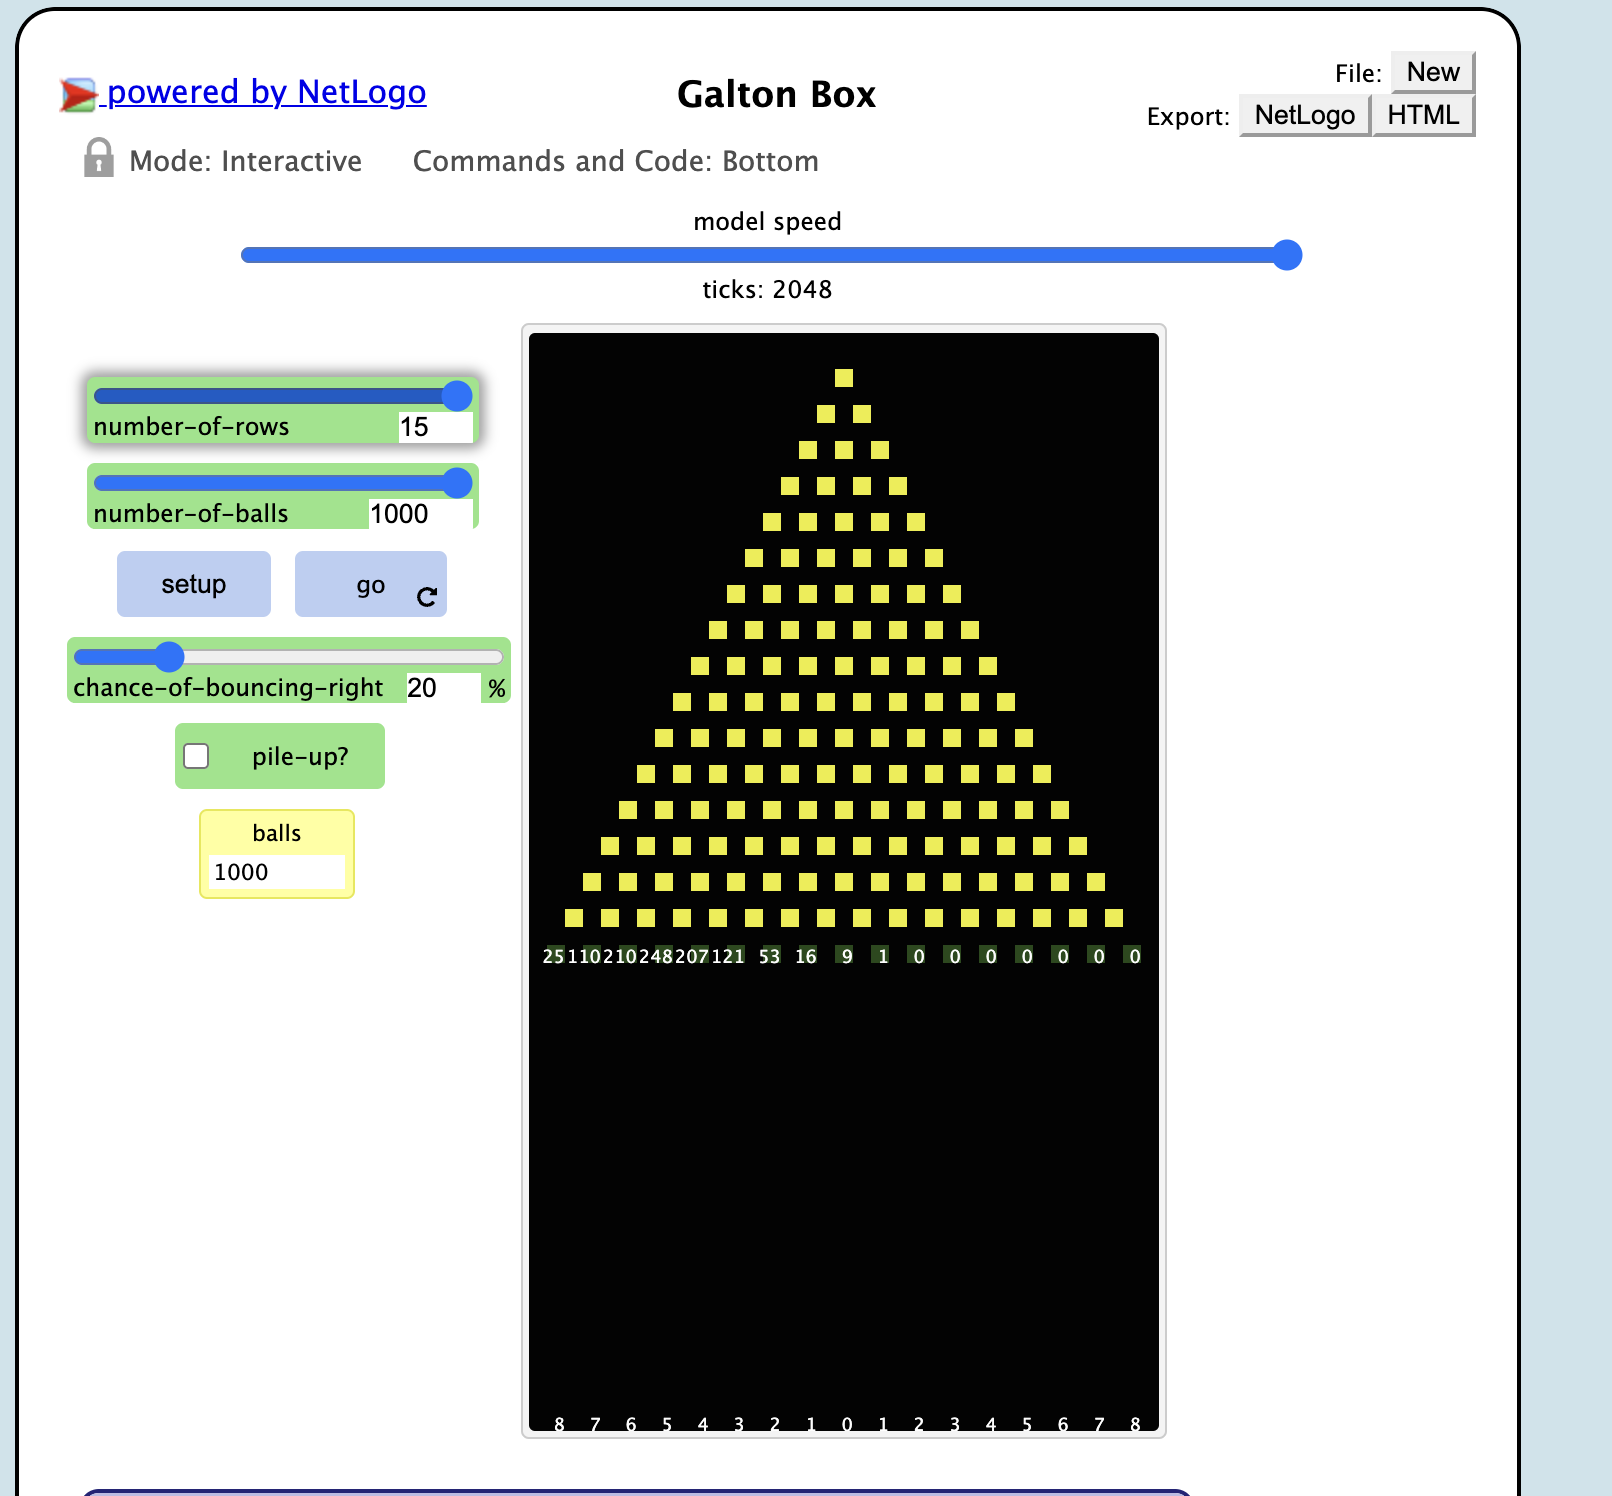 powered by NetLogo
Galton Box
File: New
Export: NetLogo HTML
Mode: Interactive Commands and Code: Bottom
model speed
ticks: 2048
number-of-rows 15
number-of-balls 1000
setup go
chance-of-bouncing-right 20 %
pile-up?
balls
1000
25 110 210 248 207 121 53 16 9 1 0 0 0 0 0 0 0
8 7 6 5 4 3 2 1 0 1 2 3 4 5 6 7 8